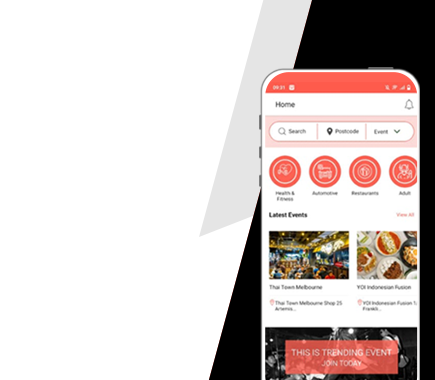 09:31
Home
Search
Postcode
Event
Health &
Fitness
Automotive
Restaurants
Adult
Latest Events
View All
Thai Town Melbourne
YO! Indonesian Fusion
Thai Town Melbourne Shop 25
Artemis...
YO! Indonesian Fusion 1
Frankli...
THIS IS TRENDING EVENT
JOIN TODAY